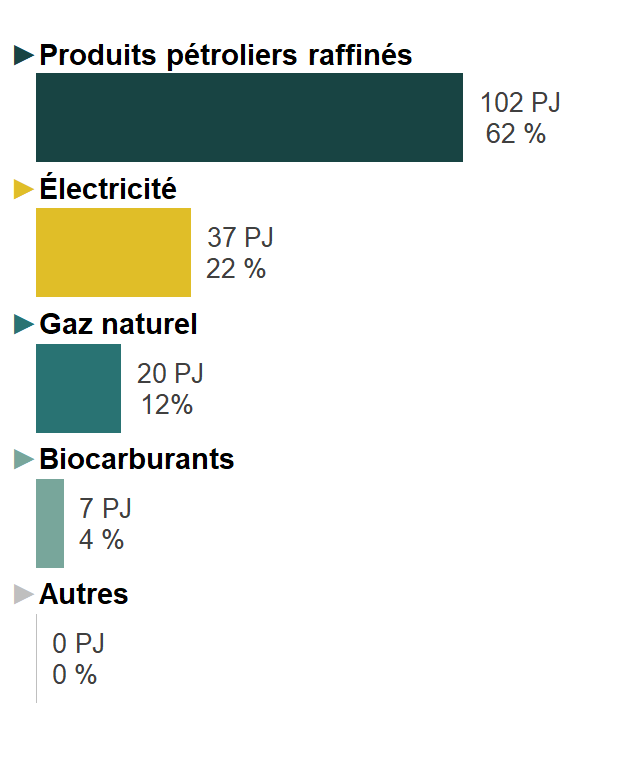 Produits pétroliers raffinés
102 PJ
62 %
Électricité
37 PJ
22 %
Gaz naturel
20 PJ
12%
Biocarburants
7 PJ
4 %
Autres
0 PJ
0 %